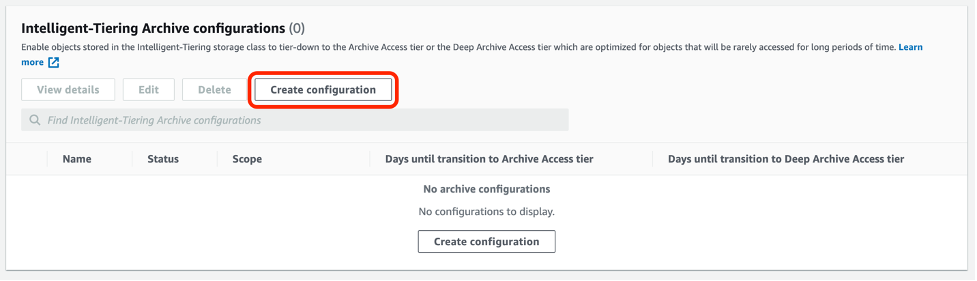 Intelligent-Tiering Archive configurations (0)
Enable objects stored in the Intelligent-Tiering storage class to tier-down to the Archive Access tier or the Deep Archive Access tier which are optimized for objects that will be rarely accessed for long periods of time. Learn
more
View details Edit Delete Create configuration
Find Intelligent-Tiering Archive configurations
Name Status Scope Days until transition to Archive Access tier Days until transition to Deep Archive Access tier
No archive configurations
No configurations to display.
Create configuration